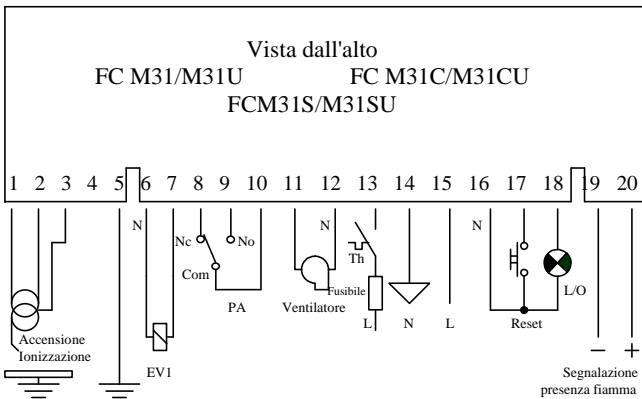 Vista dall'alto
FC M31/M31U FC M31C/M31CU
FCM31S/M31SU
1 2 3 4 5 6 7 8 9 10 11 12 13 14 15 16 17 18 19 20
N N N
Nc No
Th
Com
L/O
Fusibile
PA Ventilatore
L N L Reset
Accensione
Ionizzazione
EV1
− +
Segnalazione
presenza fiamma